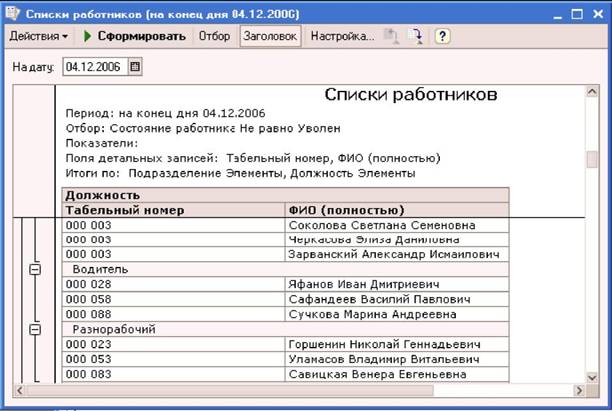 Списки работников (на конец дня 04.12.2006)
Действия Сформировать Отбор Заголовок Настройка... ?
На дату: 04.12.2006
Списки работников
Период: на конец дня 04.12.2006
Отбор: Состояние работника Не равно Уволен
Показатели:
Поля детальных записей: Табельный номер, ФИО (полностью)
Итоги по: Подразделение Элементы, Должность Элементы
Должность
Табельный номер ФИО (полностью)
000 003 Соколова Светлана Семеновна
000 003 Черкасова Элиза Даниловна
000 003 Зарванский Александр Исмаилович
Водитель
000 028 Яфанов Иван Дмитриевич
000 058 Сафандеев Василий Павлович
000 088 Сучкова Марина Андреевна
Разнорабочий
000 023 Горшенин Николай Геннадьевич
000 053 Уламасов Владимир Витальевич
000 083 Савицкая Венера Евгеньевна